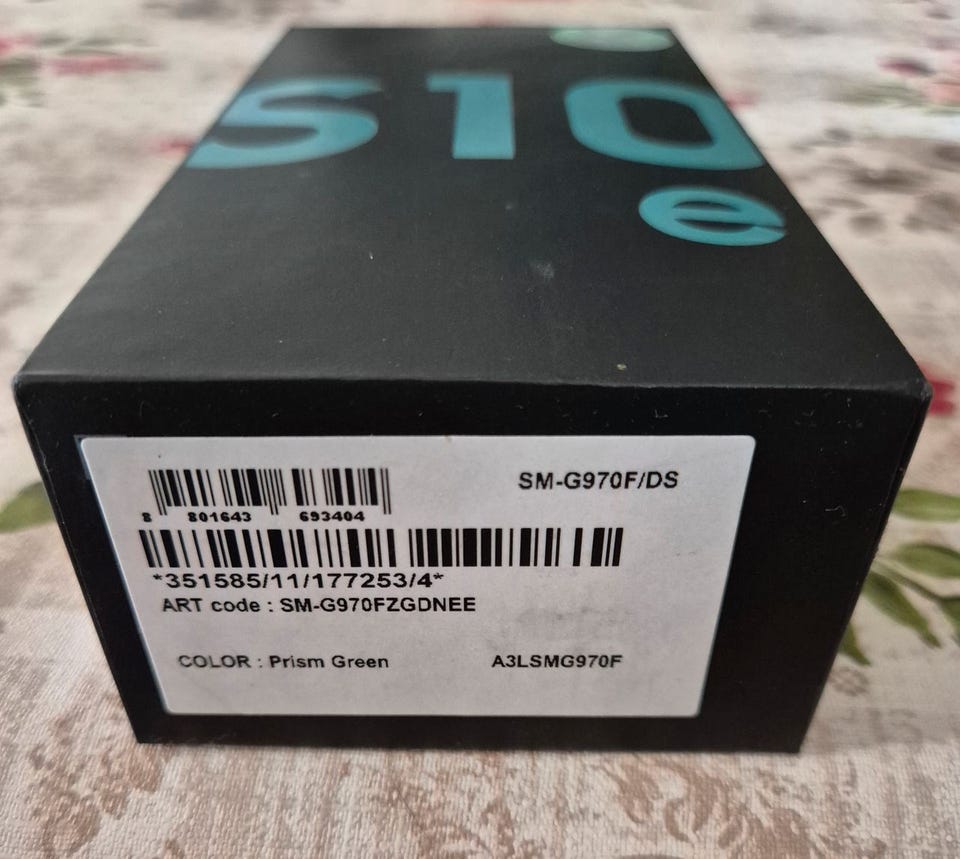 S10
e
SM-G970F/DS
8 801643 693404
*351585/11/177253/4*
ART code : SM-G970FZGDNEE
COLOR : Prism Green
A3LSMG970F